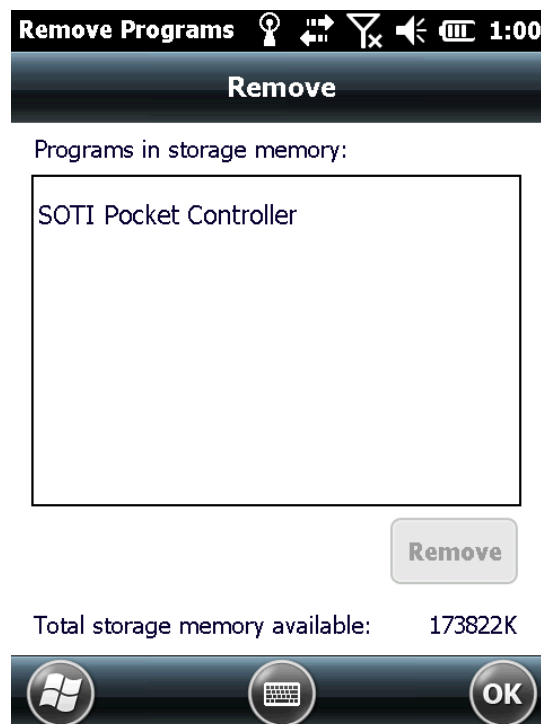 Remove Programs 1:00
Remove
Programs in storage memory:
SOTI Pocket Controller
Remove
Total storage memory available: 173822K
OK